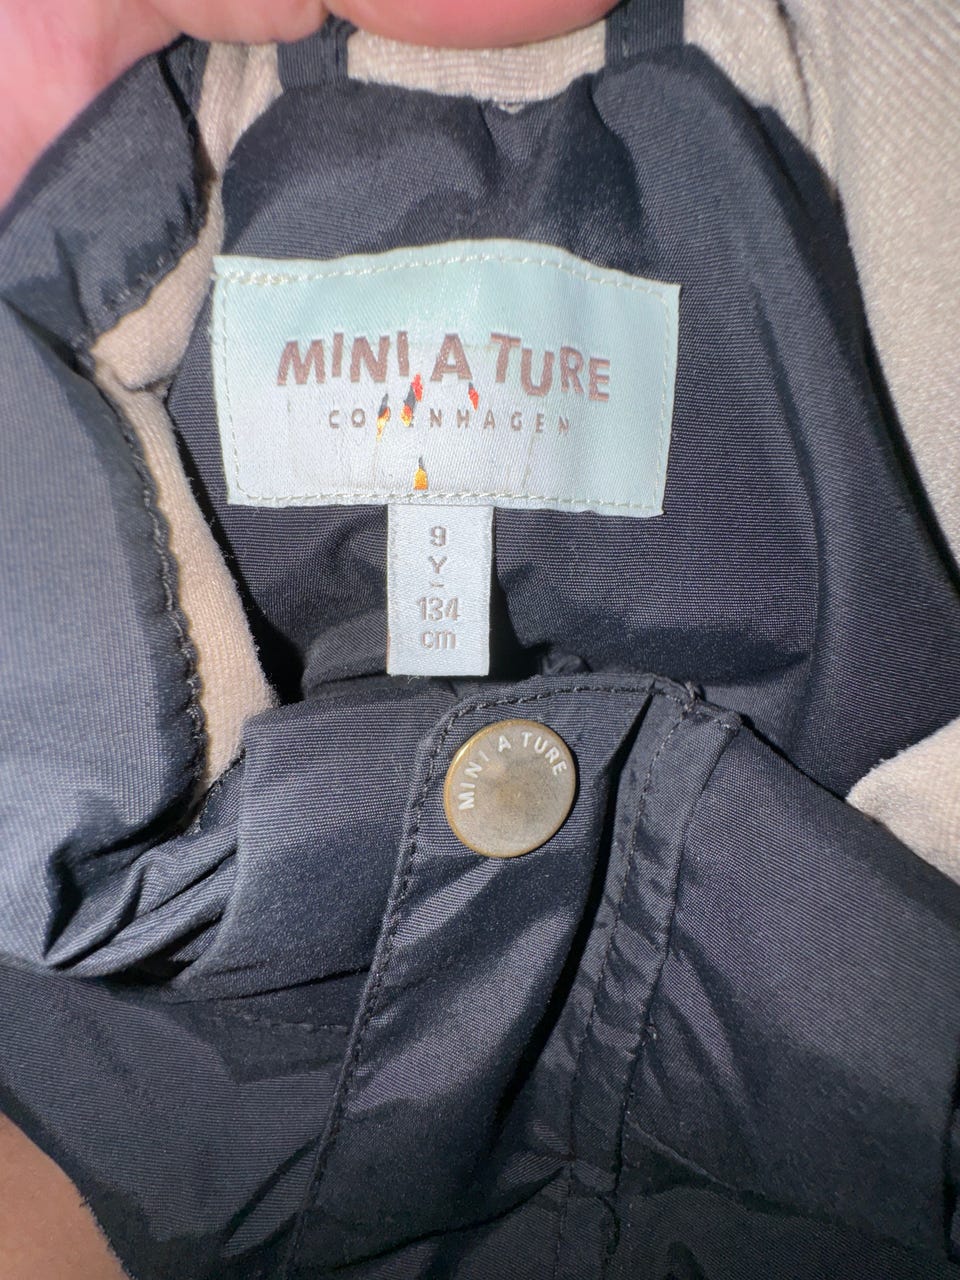 MINI A TURE
COPENHAGEN
9
Y
-
134
cm
MINI A TURE